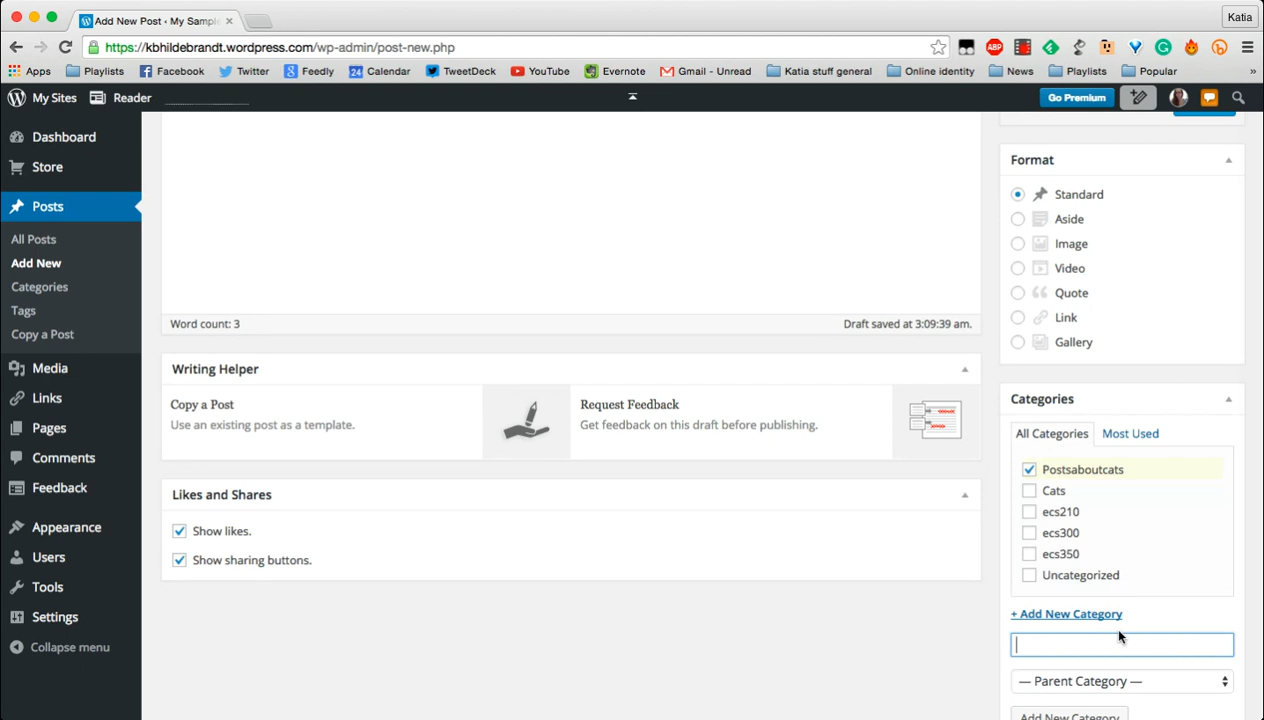 Add New Post ‹ My Sampl
Katia
https://kbhildebrandt.wordpress.com/wp-admin/post-new.php
Apps Playlists Facebook Twitter Feedly Calendar TweetDeck YouTube Evernote Gmail - Unread Katia stuff general Online identity News Playlists Popular »
My Sites Reader Go Premium
Dashboard
Store
Posts
All Posts
Add New
Categories
Tags
Copy a Post
Media
Links
Pages
Comments
Feedback
Appearance
Users
Tools
Settings
Collapse menu
Word count: 3 Draft saved at 3:09:39 am.
Writing Helper
Copy a Post
Use an existing post as a template.
Request Feedback
Get feedback on this draft before publishing.
Likes and Shares
Show likes.
Show sharing buttons.
Format
Standard
Aside
Image
Video
Quote
Link
Gallery
Categories
All Categories Most Used
Postsaboutcats
Cats
ecs210
ecs300
ecs350
Uncategorized
+ Add New Category
— Parent Category —
Add New Category